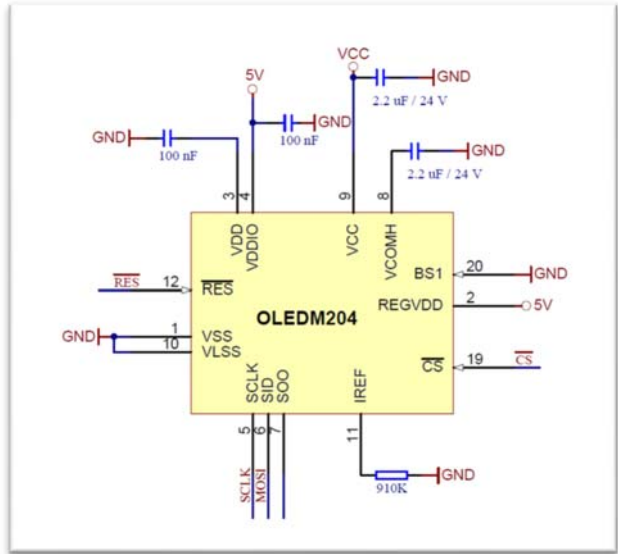 VCC
5V
GND
2.2 uF / 24 V
GND
GND
100 nF
100 nF
GND
2.2 uF / 24 V
3
4
9
8
VDD
VDDIO
VCC
VCOMH
RES
12
RES
BS1
20
GND
REGVDD
2
5V
OLEDM204
GND
1
VSS
10
VLSS
CS
19
CS
SCLK
SID
SOO
IREF
5
6
7
11
SCLK
MOSI
910K
GND